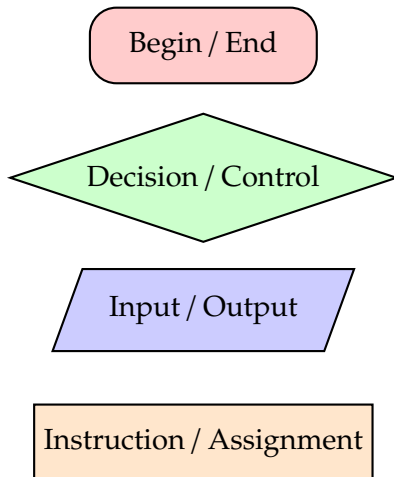 Begin / End
Decision / Control
Input / Output
Instruction / Assignment